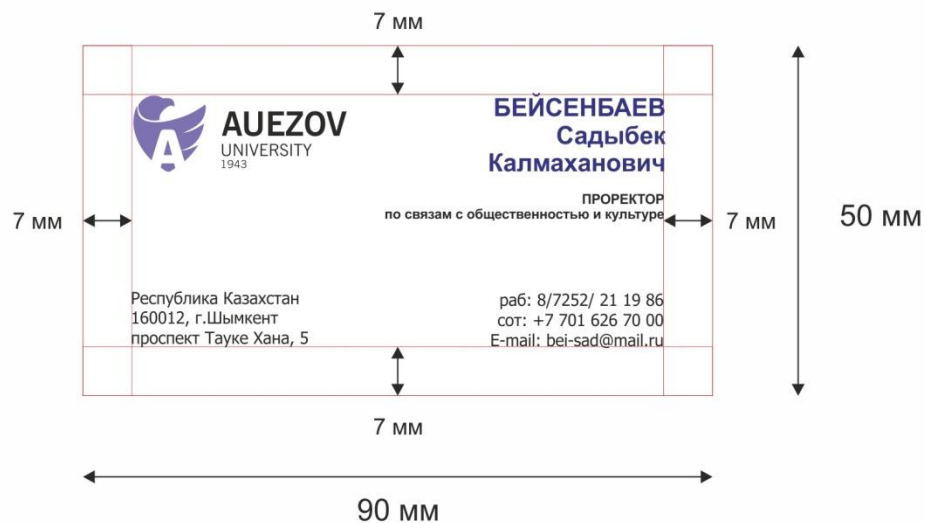 7 мм
AUEZOV
UNIVERSITY
1943
БЕЙСЕНБАЕВ
Садыбек
Калмаханович
ПРОРЕКТОР
по связам с общественностью и культуре
7 мм
7 мм
50 мм
Республика Казахстан
160012, г.Шымкент
проспект Тауке Хана, 5
раб: 8/7252/ 21 19 86
сот: +7 701 626 70 00
E-mail: bei-sad@mail.ru
7 мм
90 мм